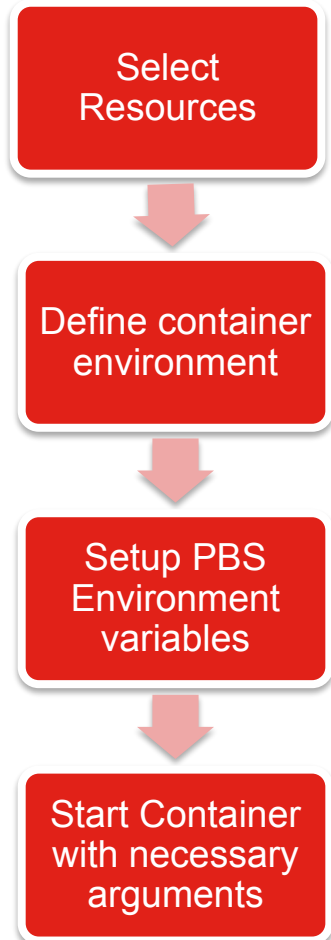 Select
Resources
Define container
environment
Setup PBS
Environment
variables
Start Container
with necessary
arguments